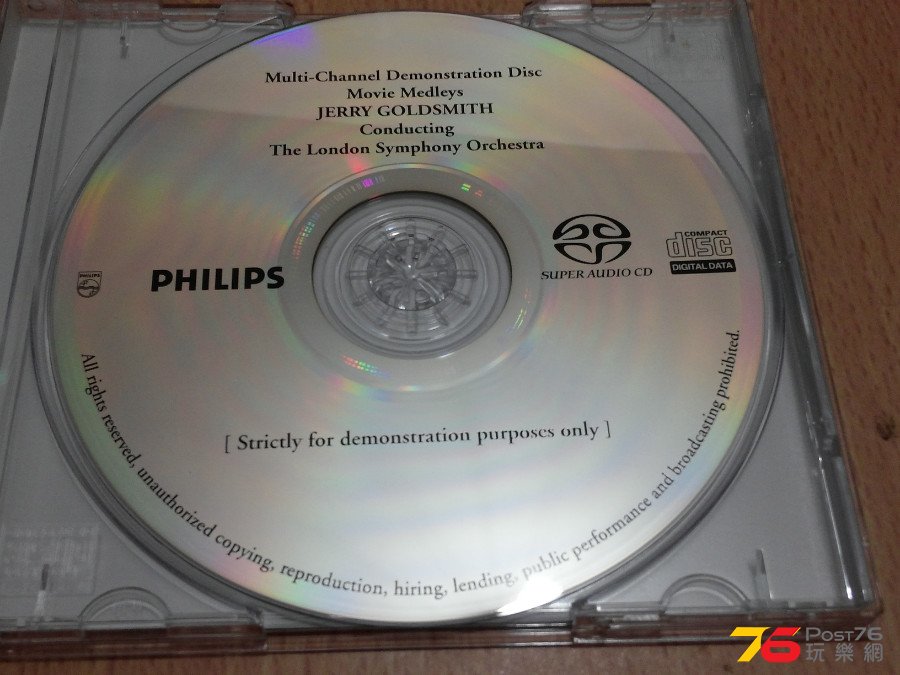 Multi-Channel Demonstration Disc
Movie Medleys
JERRY GOLDSMITH
Conducting
The London Symphony Orchestra
PHILIPS
PHILIPS
SUPER AUDIO CD
COMPACT
disc
DIGITAL DATA
[ Strictly for demonstration purposes only ]
All rights reserved, unauthorized copying, reproduction, hiring, lending, public performance and broadcasting prohibited.
76 Post76
玩樂網